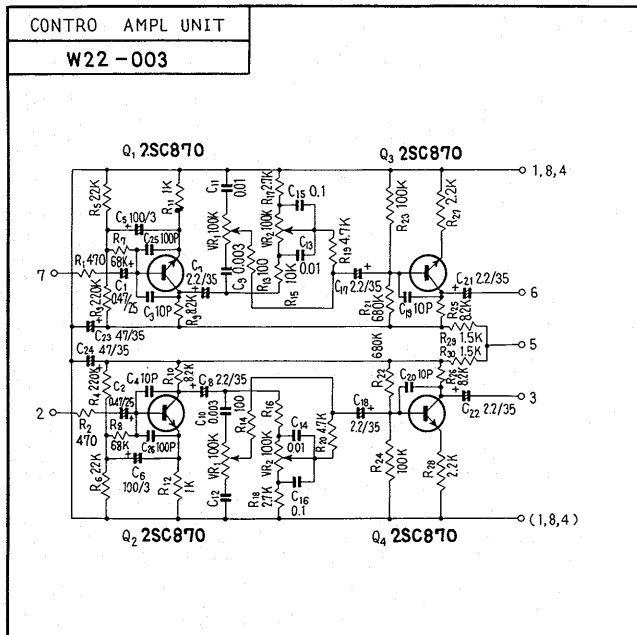 CONTRO AMPL UNIT
W22-003
Q1 2SC870
Q3 2SC870
1,8,4
R5 22K
R11 1K
C11 0.01
R17 2.7K
C15 0.1
R23 100K
2.2K R27
C5 100/3
R7 68K
C25 100P
VR1 100K
VR2 100K
C13 0.01
R19 4.7K
7
R1 470
C1 0.47/25
C7 2.2/35
C9 0.003
R13 100
R15 10K
C17 2.2/35
R21 680K
C21 2.2/35
6
R3 220K
C3 10P
R9 8.2K
C19 10P
R25 8.2K
C23 47/35
R29 1.5K
5
C24 47/35
680K
R30 1.5K
R4 220K
C2 0.47/25
C4 10P
R10 8.2K
C8 2.2/35
R22
C20 10P
R26 8.2K
3
2
R2 470
R8 68K
C26 100P
C10 0.003
R14 100
R16
C14 0.01
R20 4.7K
C18 2.2/35
C22 2.2/35
VR1 100K
VR2 100K
R24 100K
R6 22K
C6 100/3
R12 1K
C12
R18 2.7K
C16 0.1
R28 2.2K
(1,8,4)
Q2 2SC870
Q4 2SC870